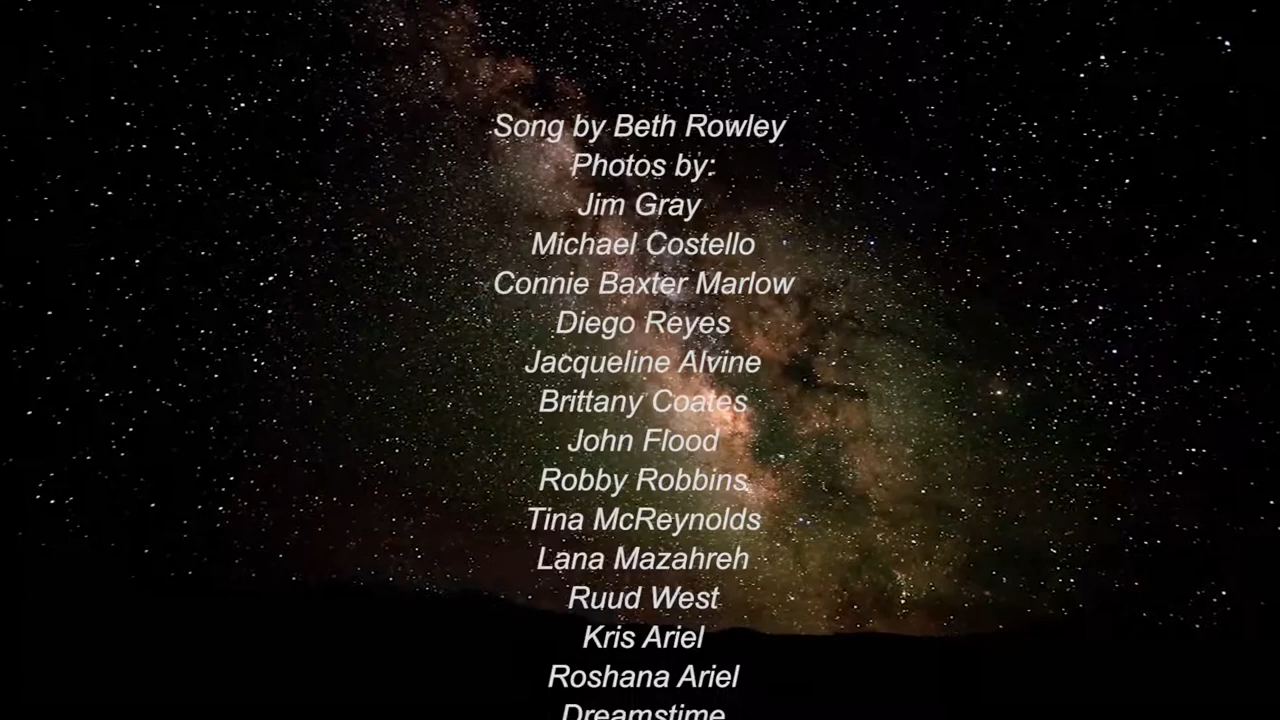 Song by Beth Rowley
Photos by:
Jim Gray
Michael Costello
Connie Baxter Marlow
Diego Reyes
Jacqueline Alvine
Brittany Coates
John Flood
Robby Robbins
Tina McReynolds
Lana Mazahreh
Ruud West
Kris Ariel
Roshana Ariel
Dreamstime